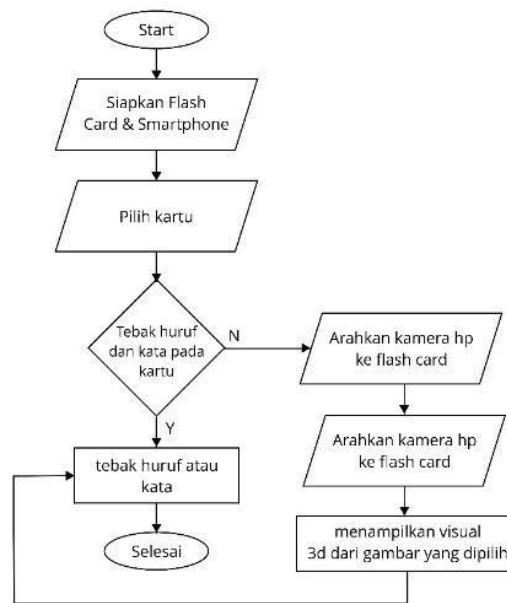 Start
Siapkan Flash
Card & Smartphone
Pilih kartu
Tebak huruf
dan kata pada
kartu
N
Arahkan kamera hp
ke flash card
Arahkan kamera hp
ke flash card
menampilkan visual
3d dari gambar yang dipilih
Y
tebak huruf atau
kata
Selesai